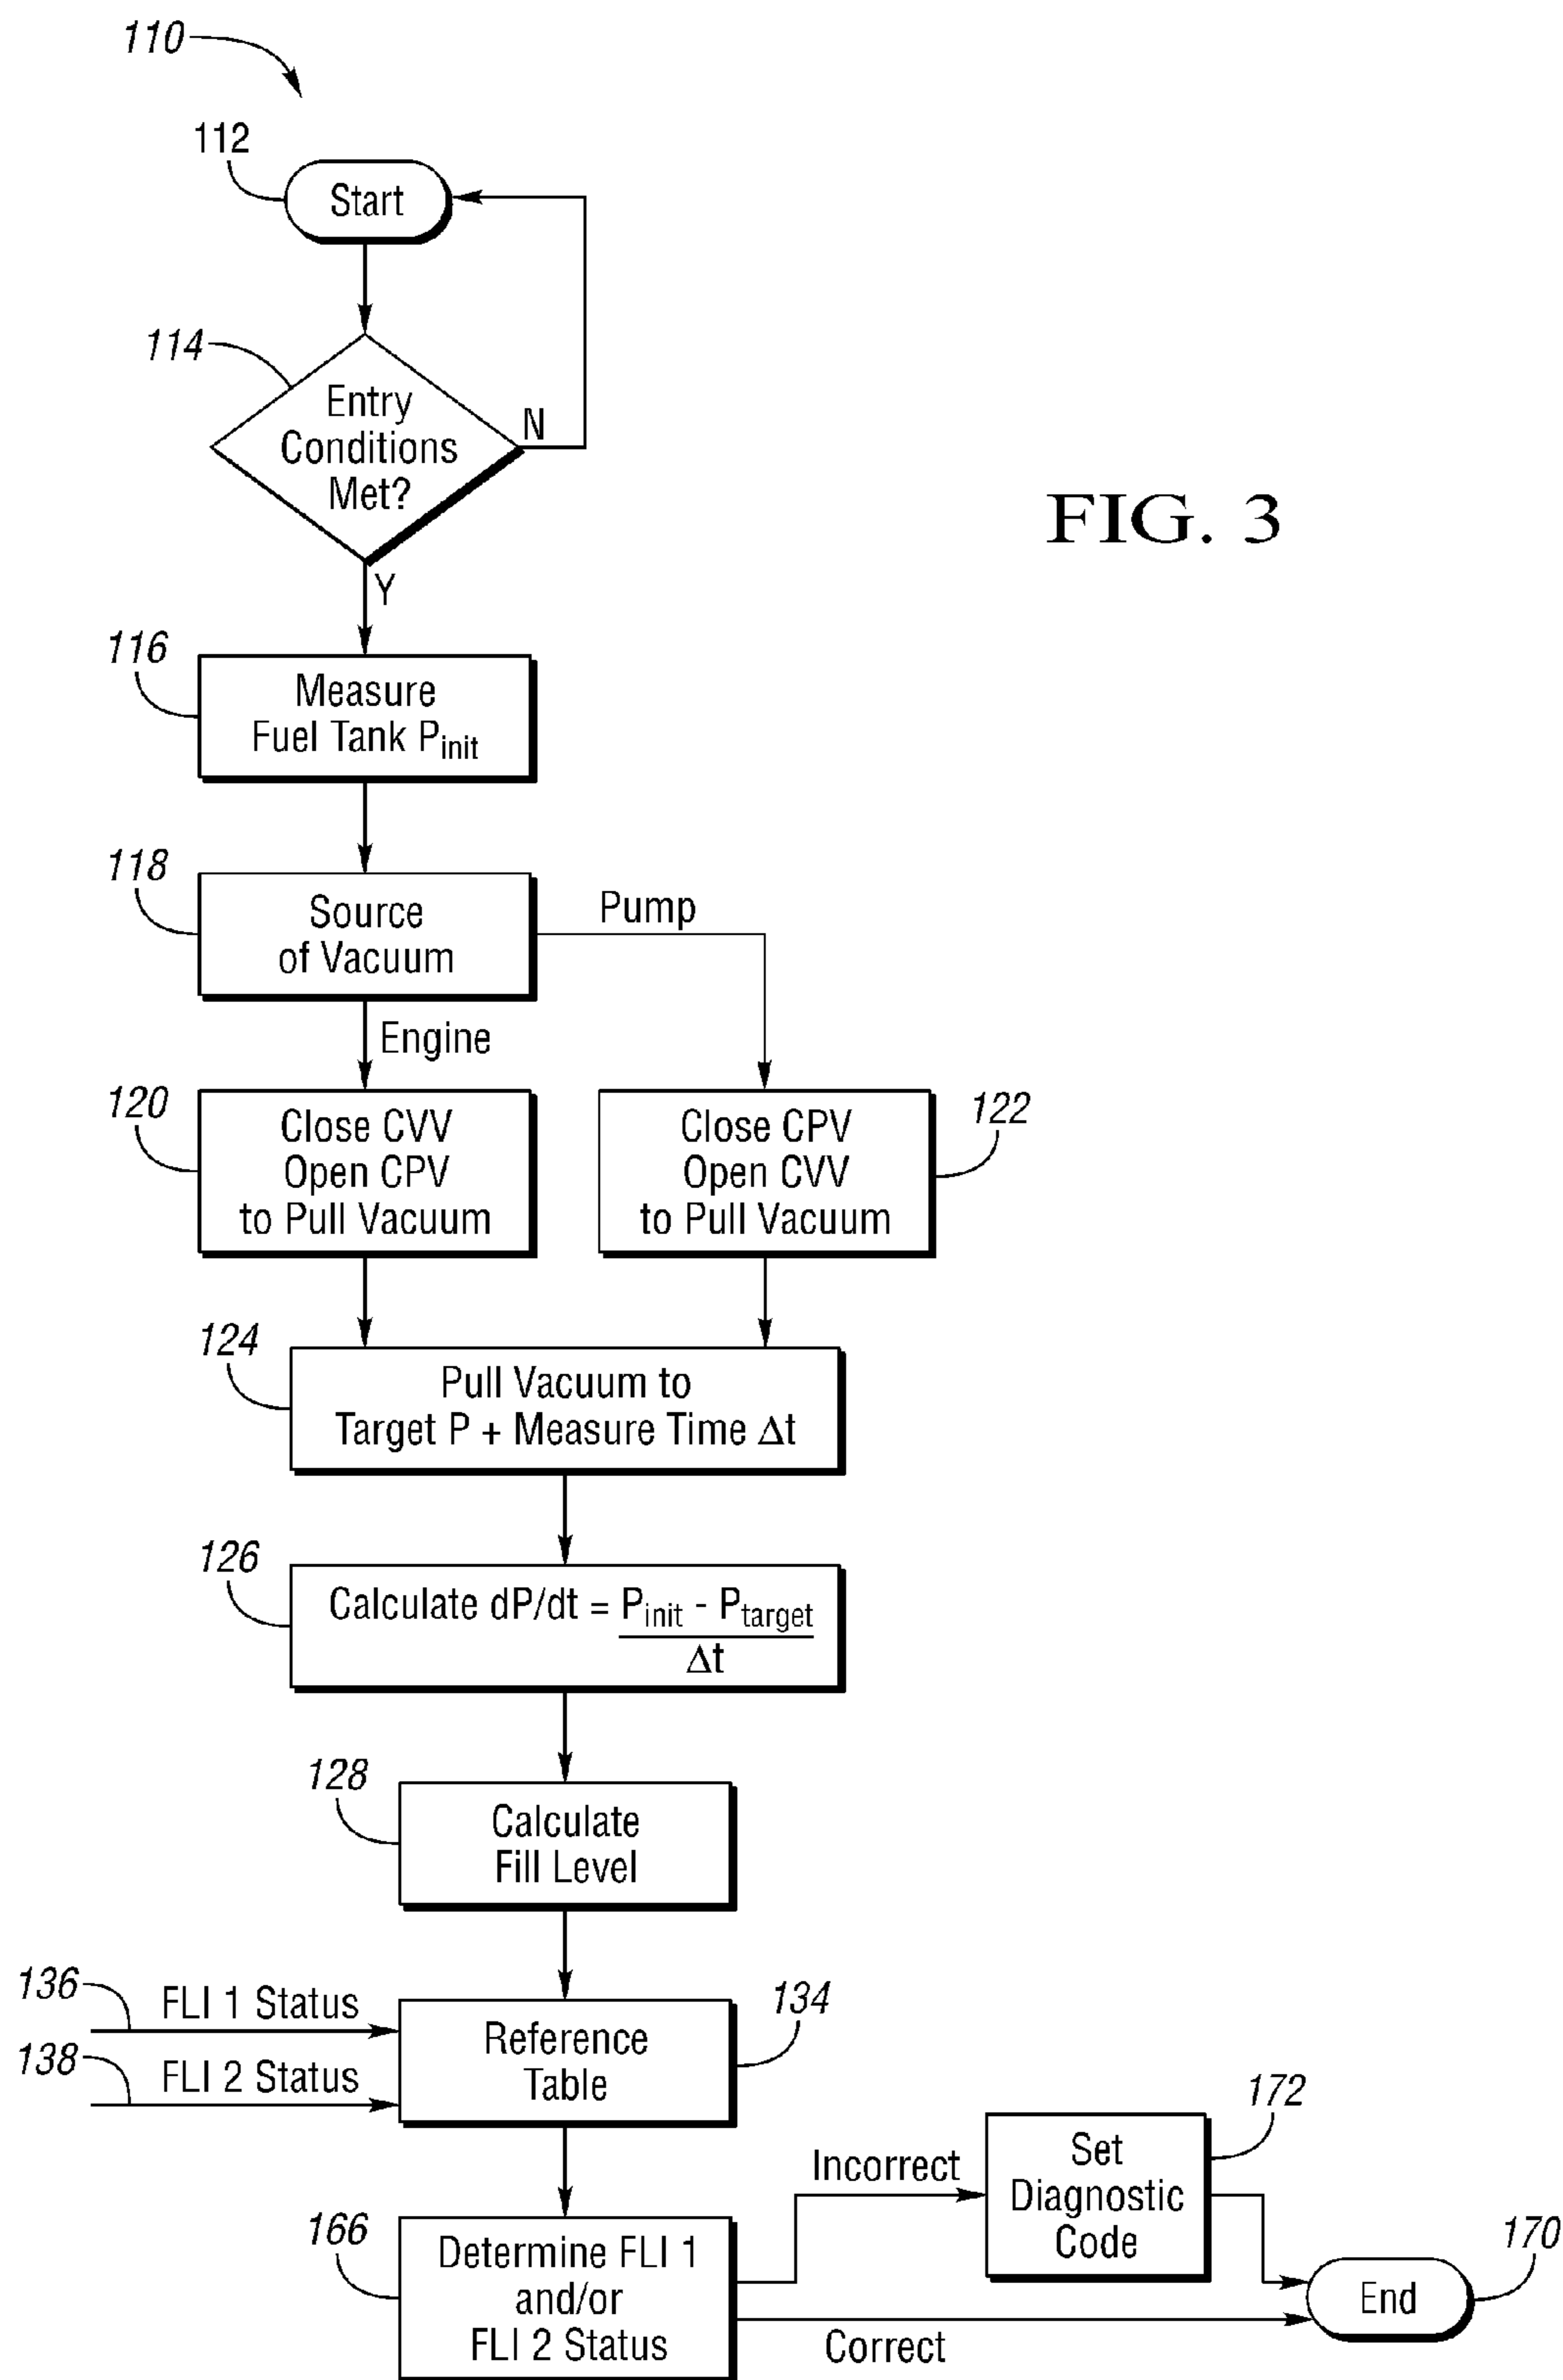 110
112
Start
114
Entry
Conditions
Met?
N
FIG. 3
Y
116
Measure
Fuel Tank Pinit
118
Source
of Vacuum
Pump
Engine
120
Close CVV
Open CPV
to Pull Vacuum
Close CPV
Open CVV
to Pull Vacuum
122
124
Pull Vacuum to
Target P + Measure Time Δt
126
Calculate dP/dt = Pinit - Ptarget
Δt
128
Calculate
Fill Level
136
FLI 1 Status
138
FLI 2 Status
Reference
Table
134
166
Determine FLI 1
and/or
FLI 2 Status
Incorrect
Correct
Set
Diagnostic
Code
172
End
170